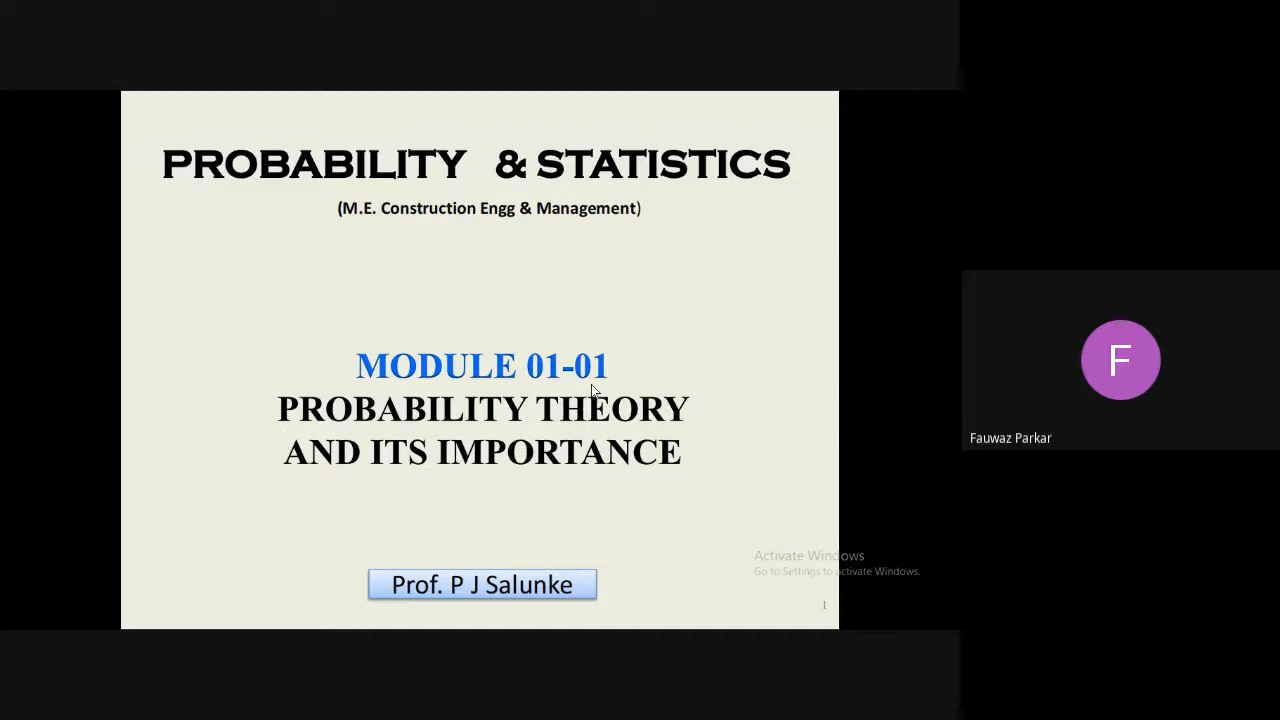 PROBABILITY & STATISTICS
(M.E. Construction Engg & Management)
MODULE 01-01
PROBABILITY THEORY
AND ITS IMPORTANCE
Prof. P J Salunke
Activate Windows
Go to Settings to activate Windows.
1
F
Fauwaz Parkar